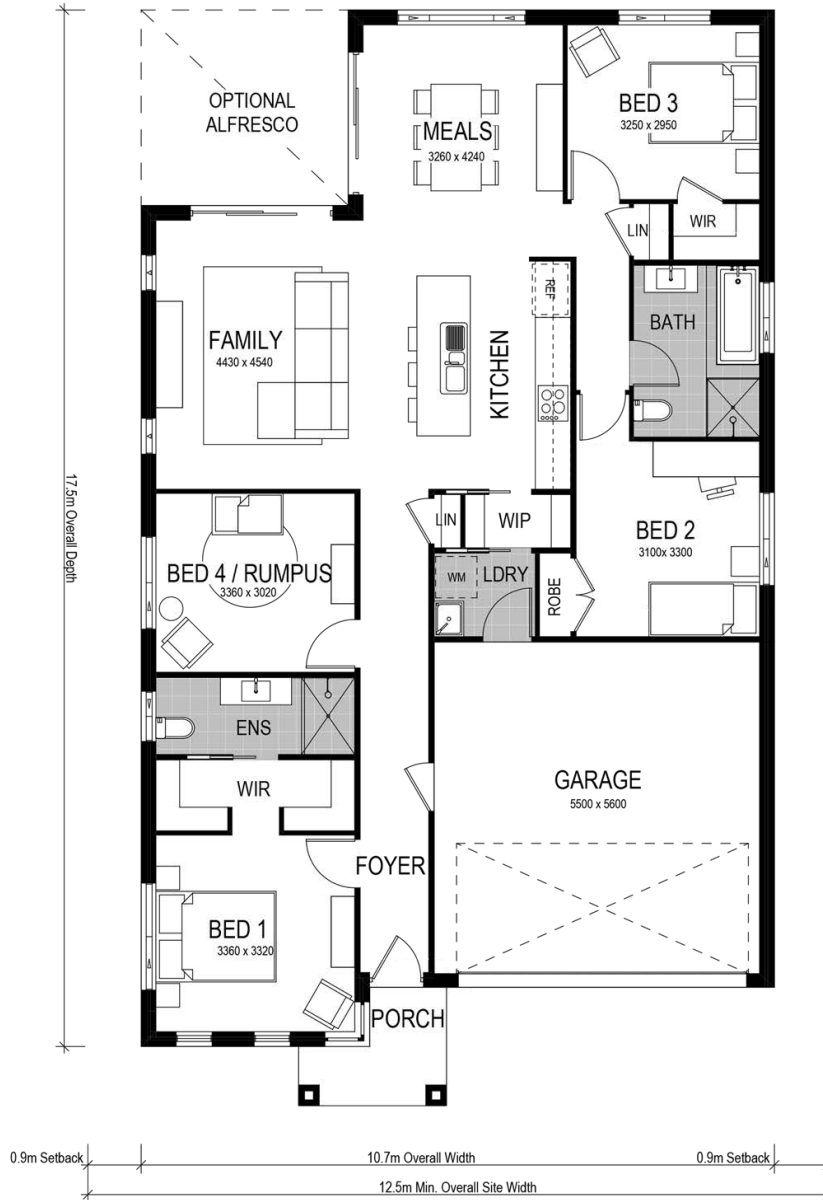 OPTIONAL
ALFRESCO
MEALS
3260 x 4240
BED 3
3250 x 2950
LIN
WIR
FAMILY
4430 x 4540
REF
KITCHEN
BATH
17.5m Overall Depth
LIN
WIP
BED 2
3100x 3300
BED 4 / RUMPUS
3360 x 3020
WM
LDRY
ROBE
ENS
WIR
GARAGE
5500 x 5600
FOYER
BED 1
3360 x 3320
PORCH
0.9m Setback
10.7m Overall Width
0.9m Setback
12.5m Min. Overall Site Width